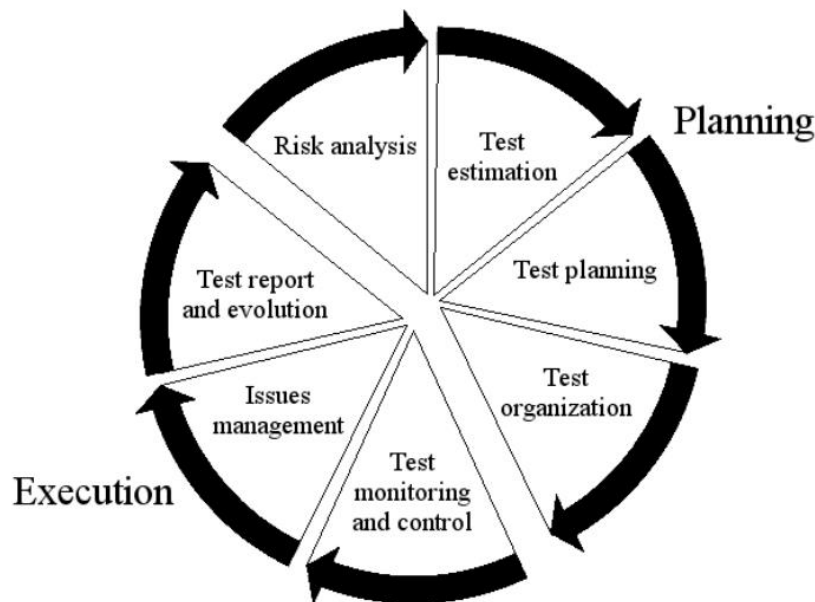 Planning
Risk analysis
Test
estimation
Test planning
Test
organization
Test
monitoring
and control
Issues
management
Test report
and evolution
Execution